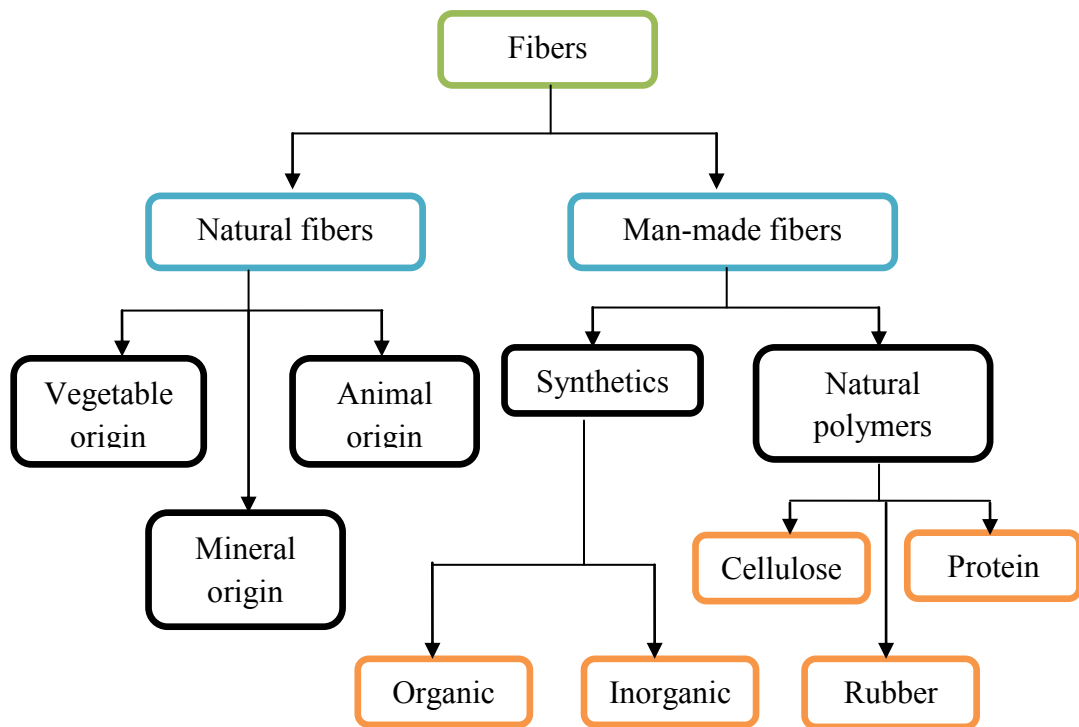 Fibers
Natural fibers
Man-made fibers
Vegetable
origin
Animal
origin
Synthetics
Natural
polymers
Mineral
origin
Cellulose
Protein
Organic
Inorganic
Rubber